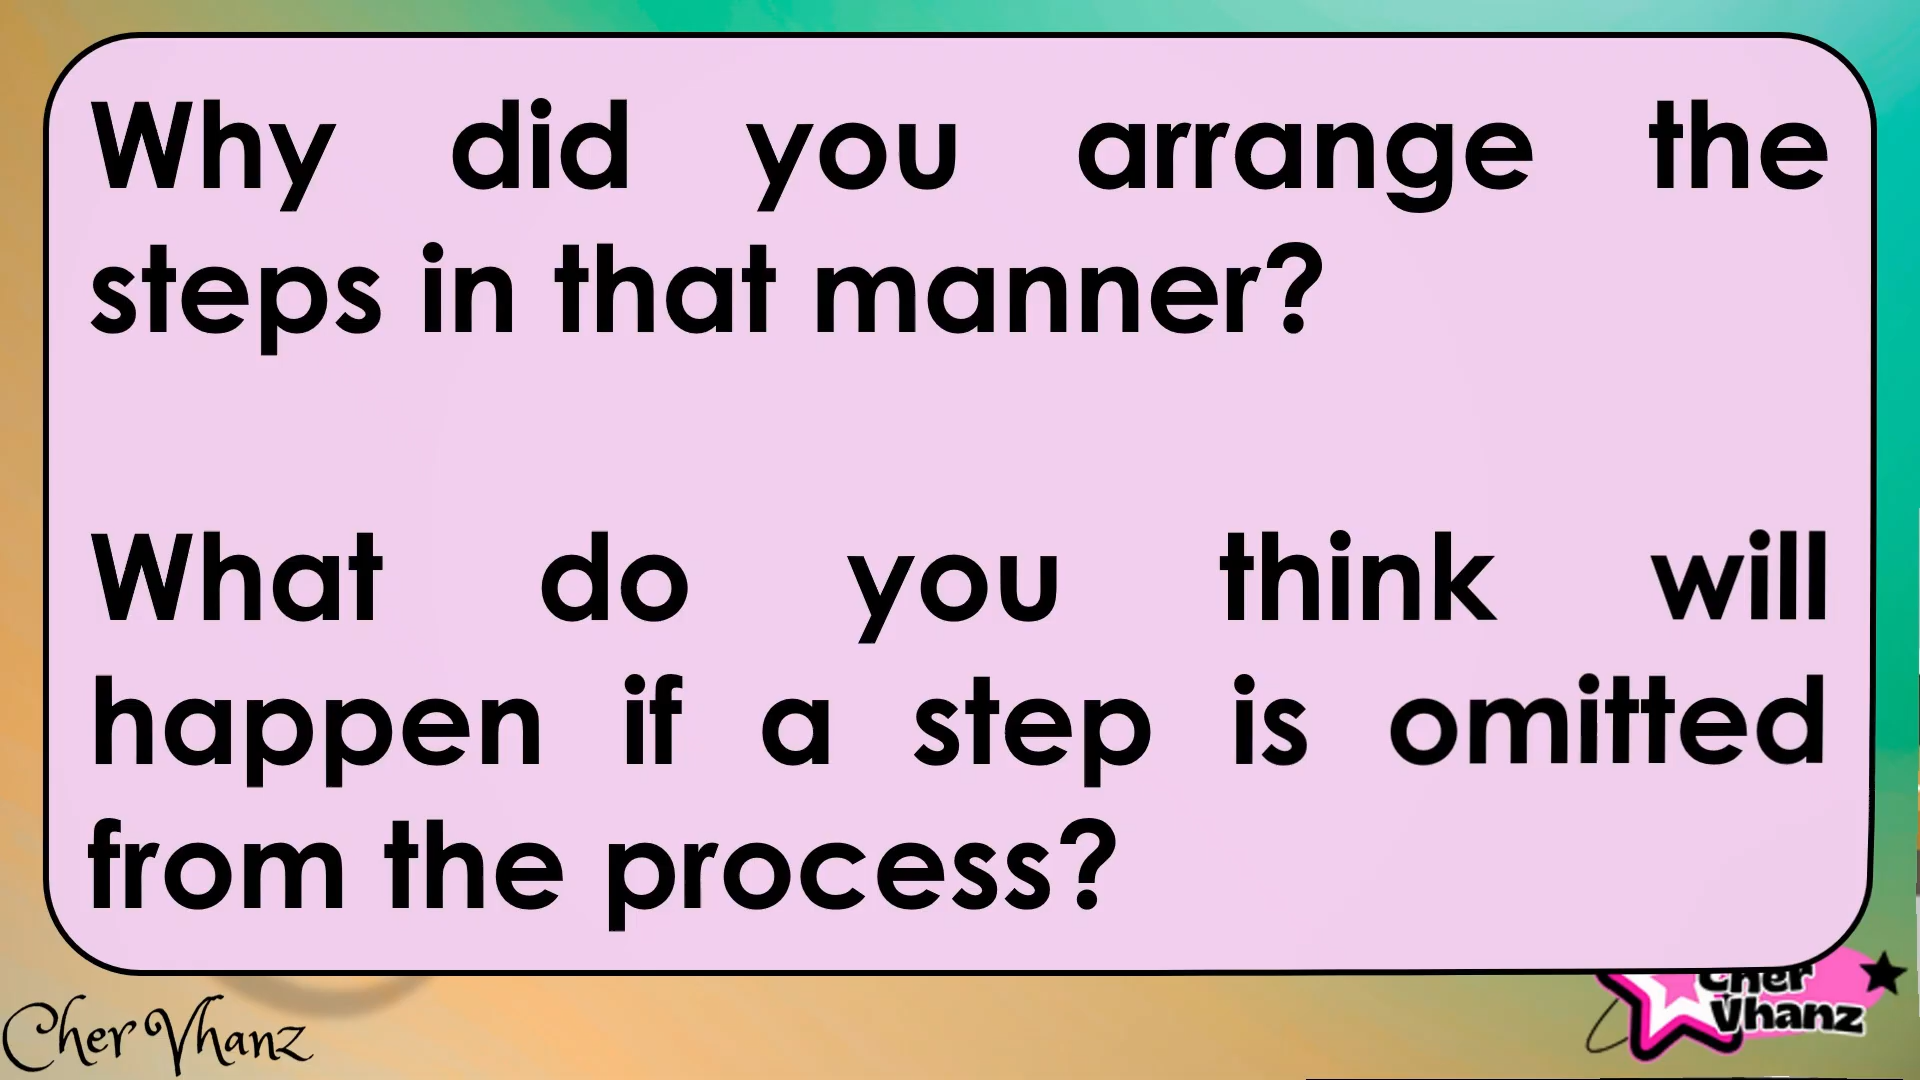 Why did you arrange the
steps in that manner?
What do you think will
happen if a step is omitted
from the process?
Cher Vhanz
Cher
Vhanz